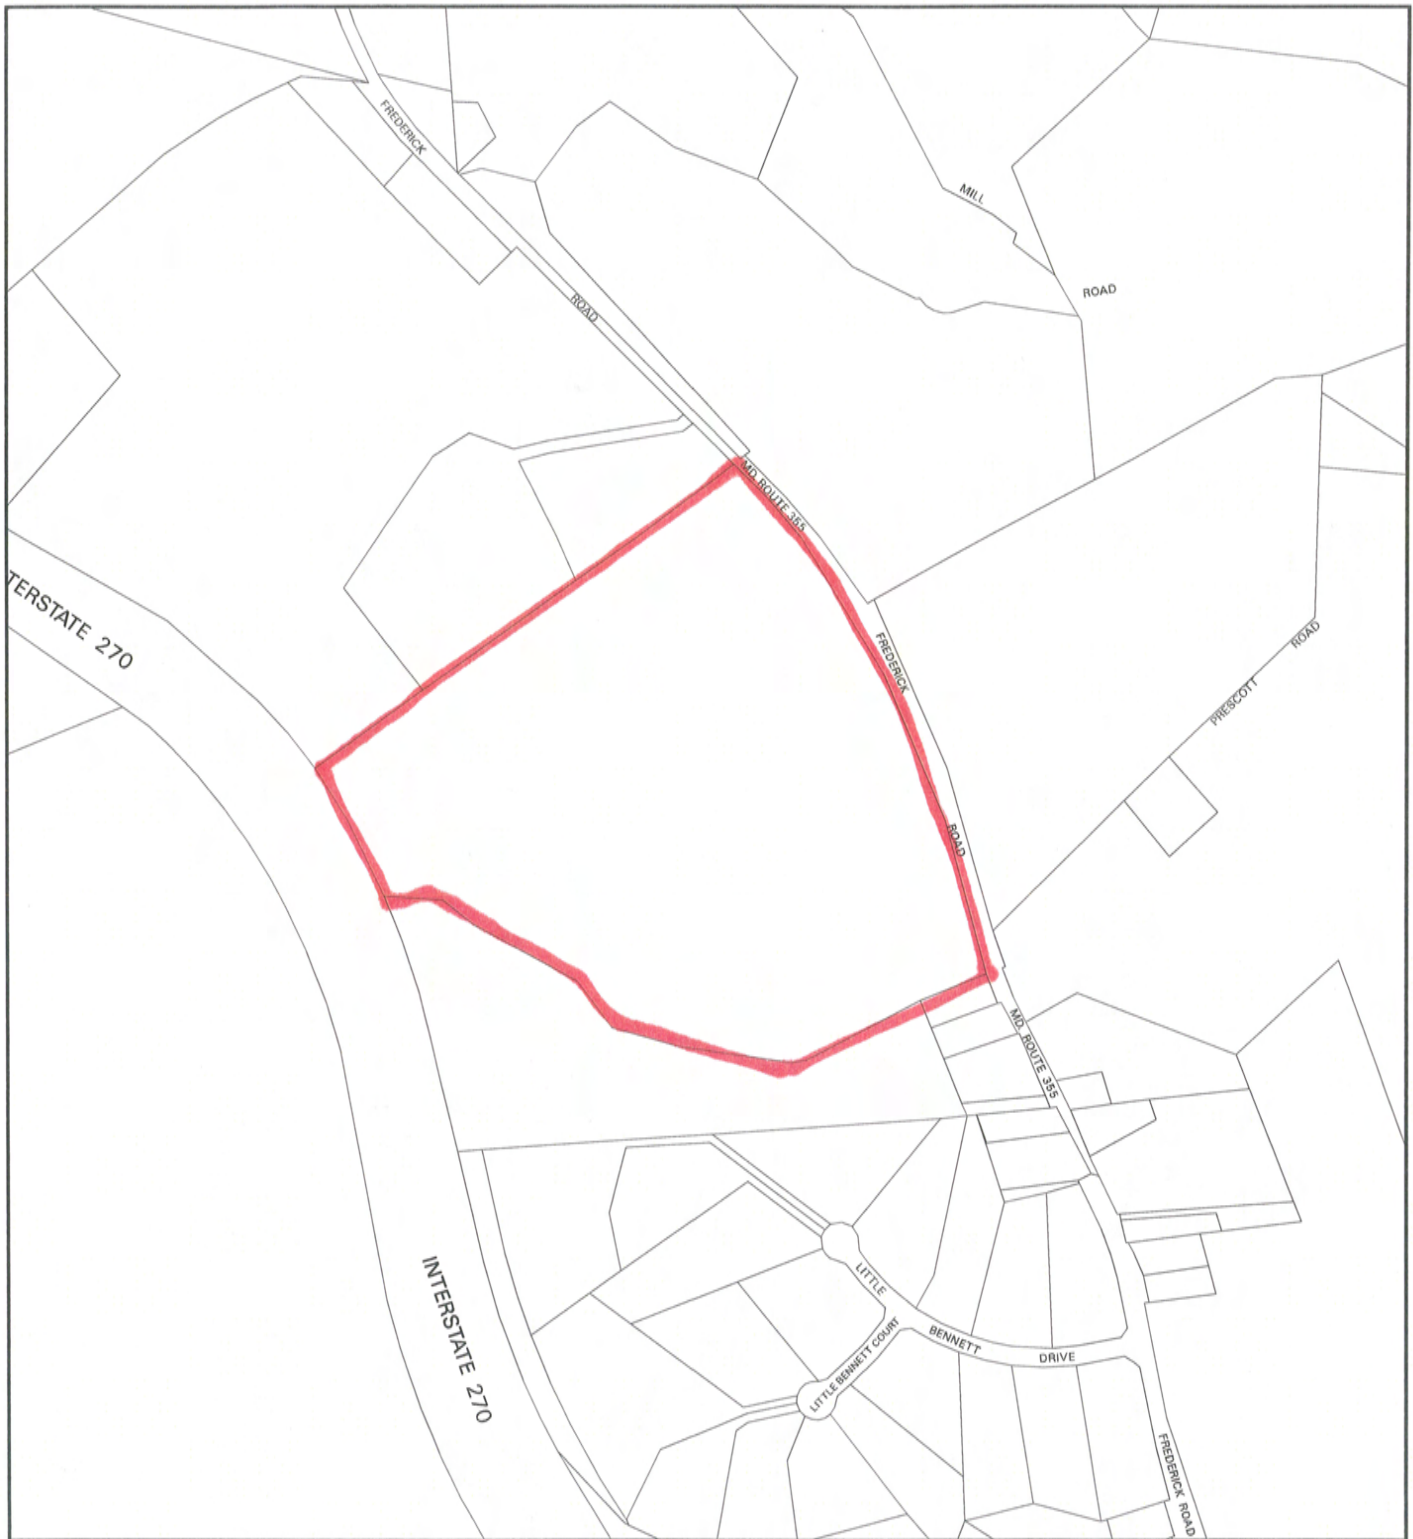 FREDERICK
ROAD
MILL
ROAD
MD. ROUTE 355
TERSTATE 270
FREDERICK
ROAD
PRESCOTT
ROAD
MD. ROUTE 355
INTERSTATE 270
LITTLE
BENNETT
DRIVE
LITTLE BENNETT COURT
FREDERICK ROAD